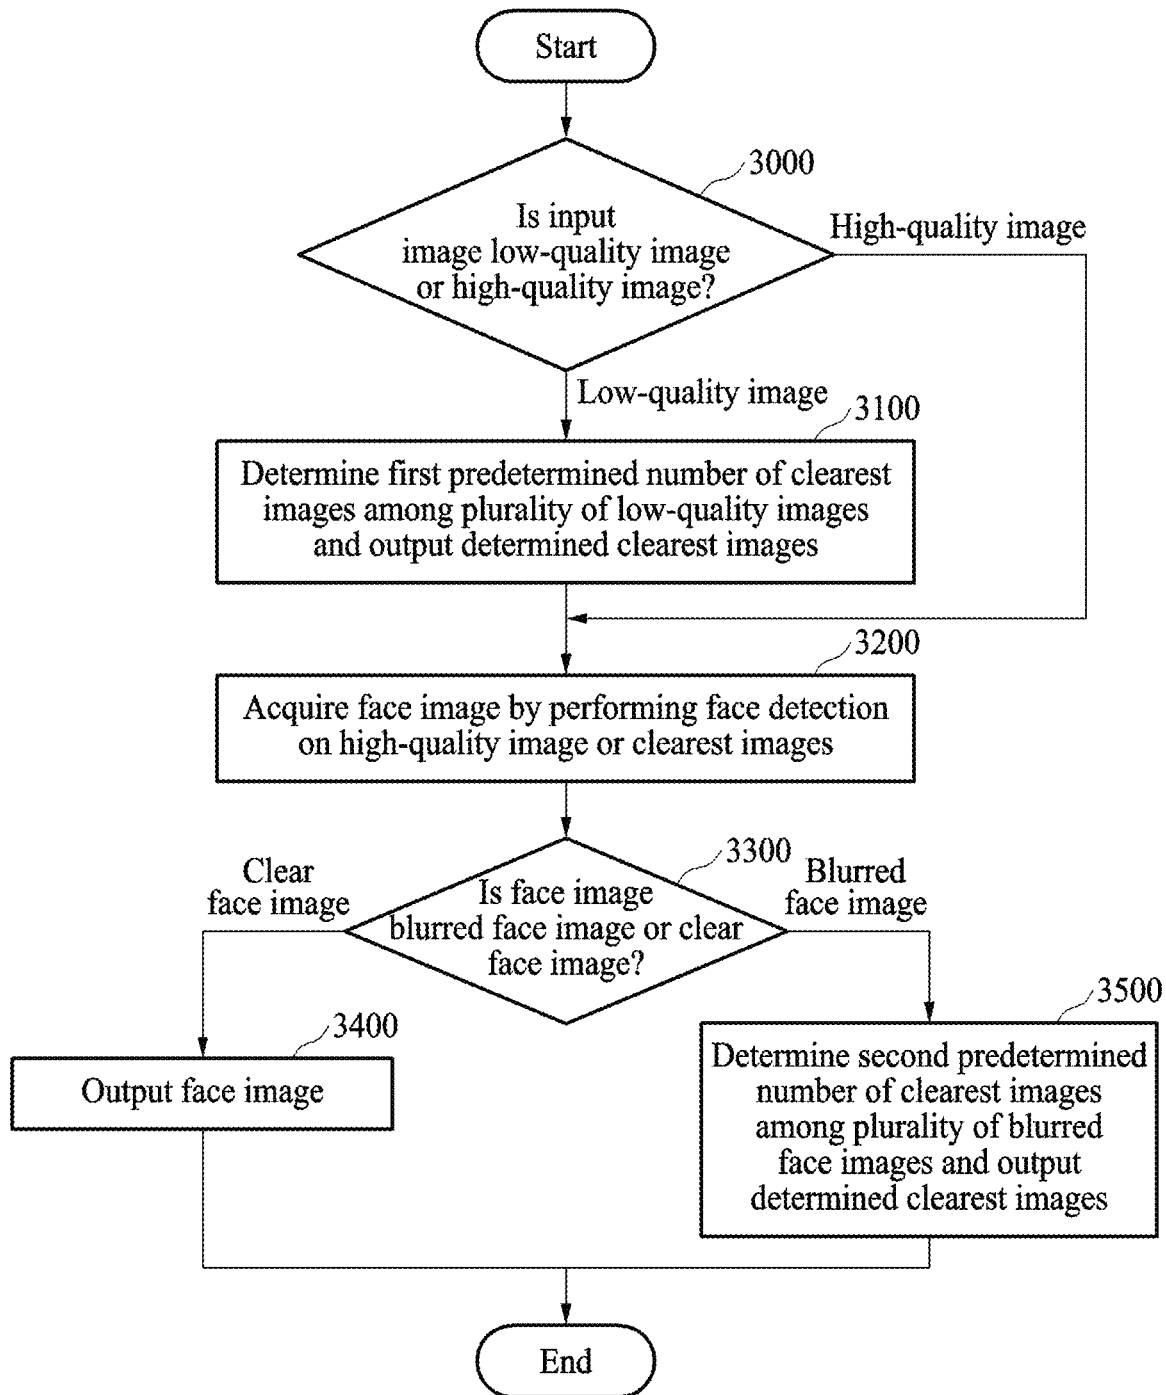 Start
3000
Is input
image low-quality image
or high-quality image?
High-quality image
Low-quality image
3100
Determine first predetermined number of clearest
images among plurality of low-quality images
and output determined clearest images
3200
Acquire face image by performing face detection
on high-quality image or clearest images
3300
Clear
face image
Is face image
blurred face image or clear
face image?
Blurred
face image
3400
Output face image
3500
Determine second predetermined
number of clearest images
among plurality of blurred
face images and output
determined clearest images
End